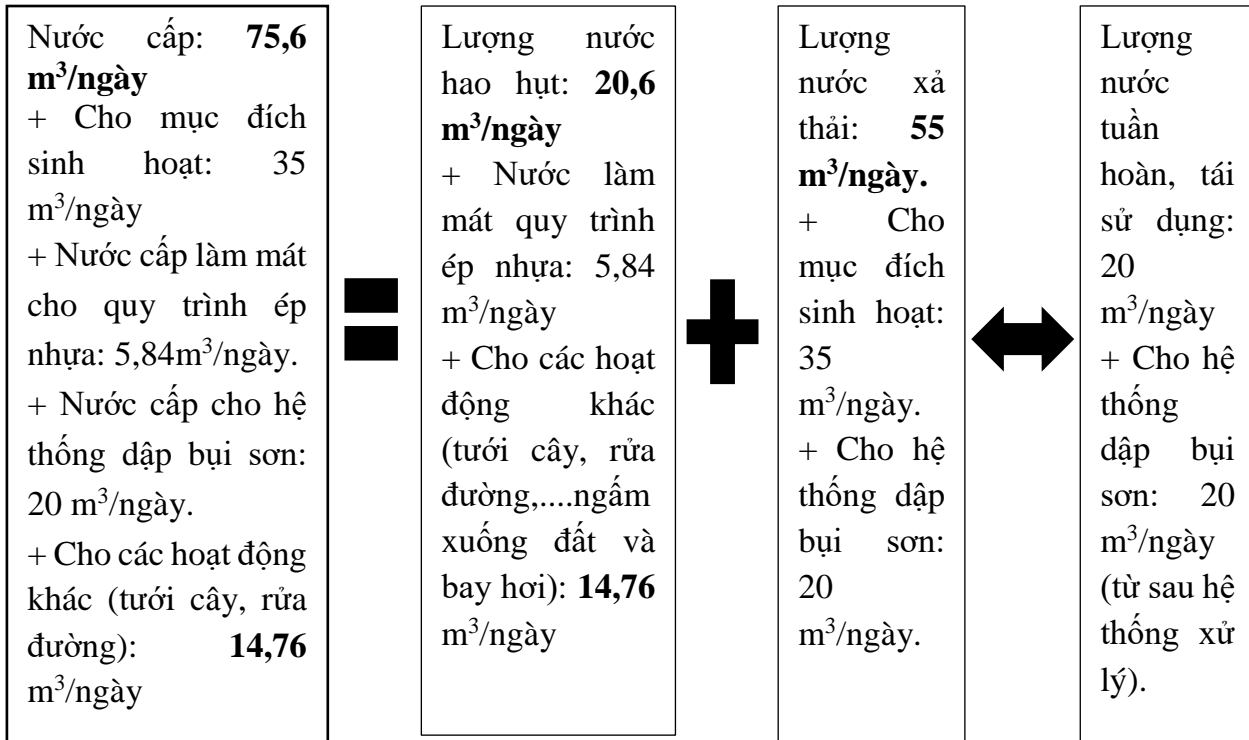 Nước cấp: 75,6
m³/ngày
+ Cho mục đích
sinh hoạt: 35
m³/ngày
+ Nước cấp làm mát
cho quy trình ép
nhựa: 5,84m³/ngày.
+ Nước cấp cho hệ
thống dập bụi sơn:
20 m³/ngày.
+ Cho các hoạt động
khác (tưới cây, rửa
đường): 14,76
m³/ngày
Lượng nước
hao hụt: 20,6
m³/ngày
+ Nước làm
mát quy trình
ép nhựa: 5,84
m³/ngày
+ Cho các hoạt
động khác
(tưới cây, rửa
đường,....ngấm
xuống đất và
bay hơi): 14,76
m³/ngày
Lượng
nước xả
thải: 55
m³/ngày.
+ Cho
mục đích
sinh hoạt:
35
m³/ngày.
+ Cho hệ
thống dập
bụi sơn:
20
m³/ngày.
Lượng
nước
tuần
hoàn, tái
sử dụng:
20
m³/ngày
+ Cho hệ
thống
dập bụi
sơn: 20
m³/ngày
(từ sau hệ
thống xử
lý).